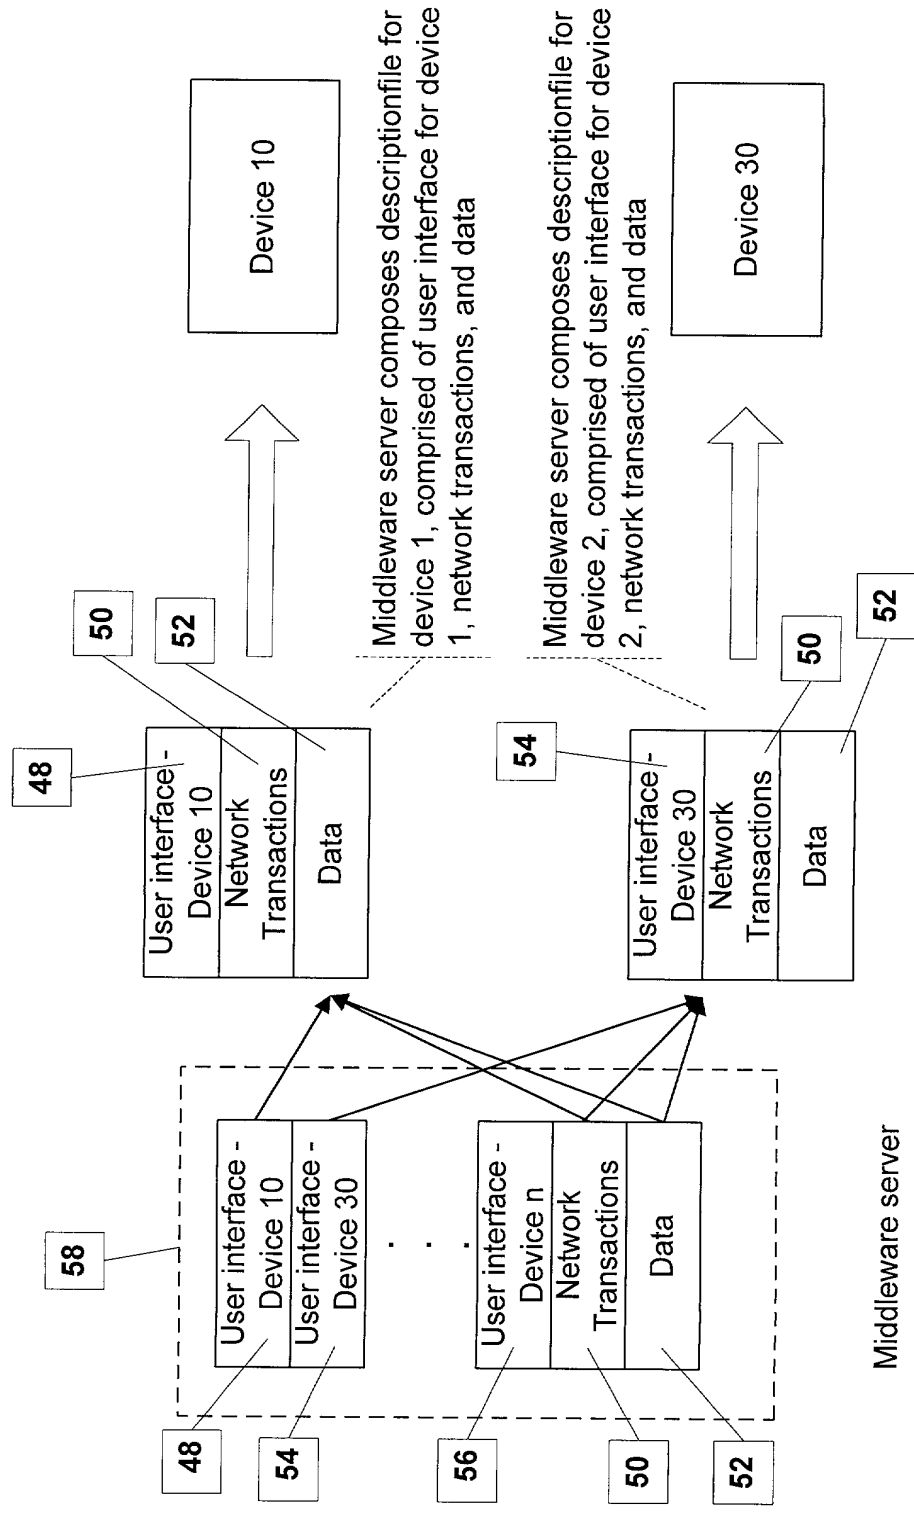 58
48
User interface -
Device 10
54
User interface -
Device 30
.
.
.
56
User interface -
Device n
50
Network
Transactions
52
Data
Middleware server
48
User interface -
Device 10
50
Network
Transactions
52
Data
54
User interface -
Device 30
50
Network
Transactions
52
Data
Device 10
Middleware server composes descriptionfile for
device 1, comprised of user interface for device
1, network transactions, and data
Middleware server composes descriptionfile for
device 2, comprised of user interface for device
2, network transactions, and data
Device 30